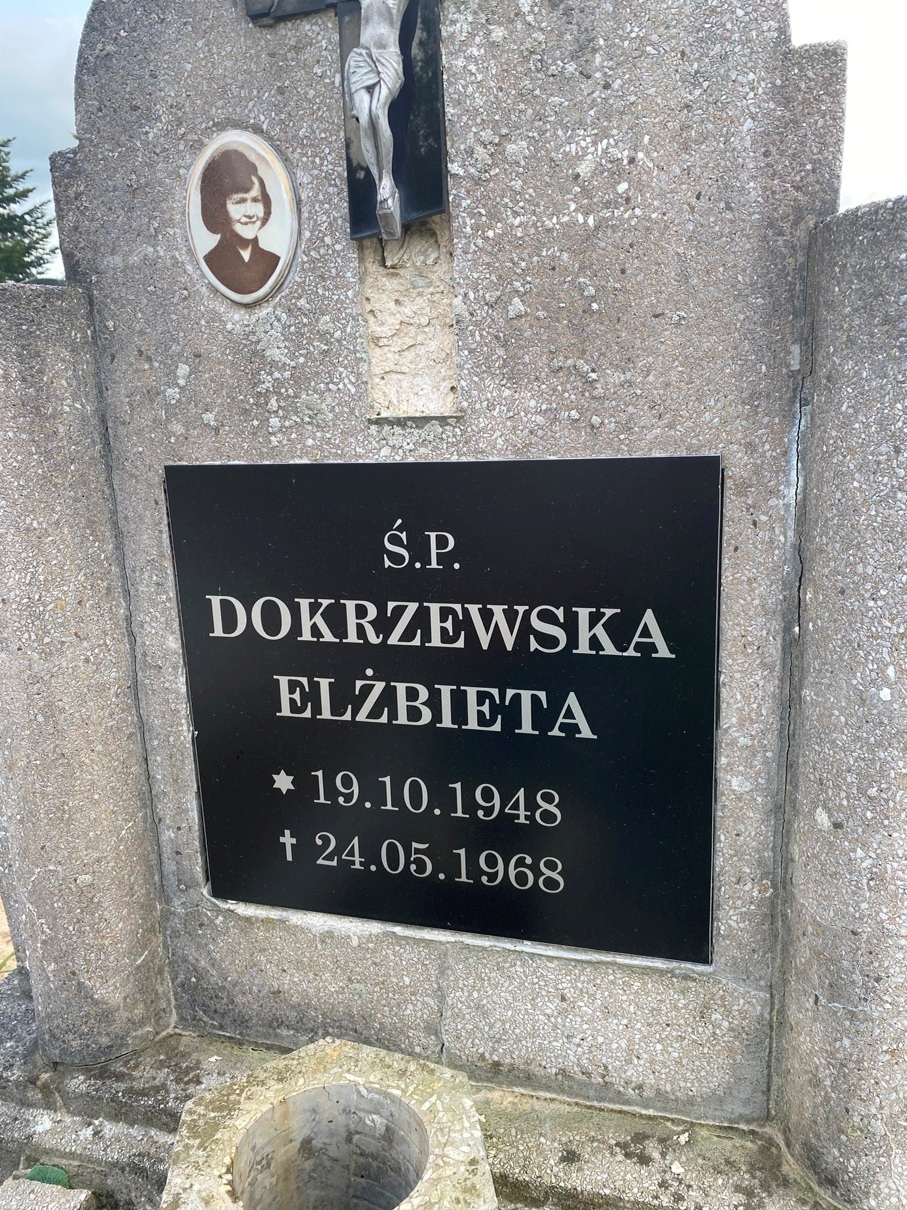 Ś.P.
DOKRZEWSKA
ELŻBIETA
✶ 19.10.1948
✝ 24.05.1968